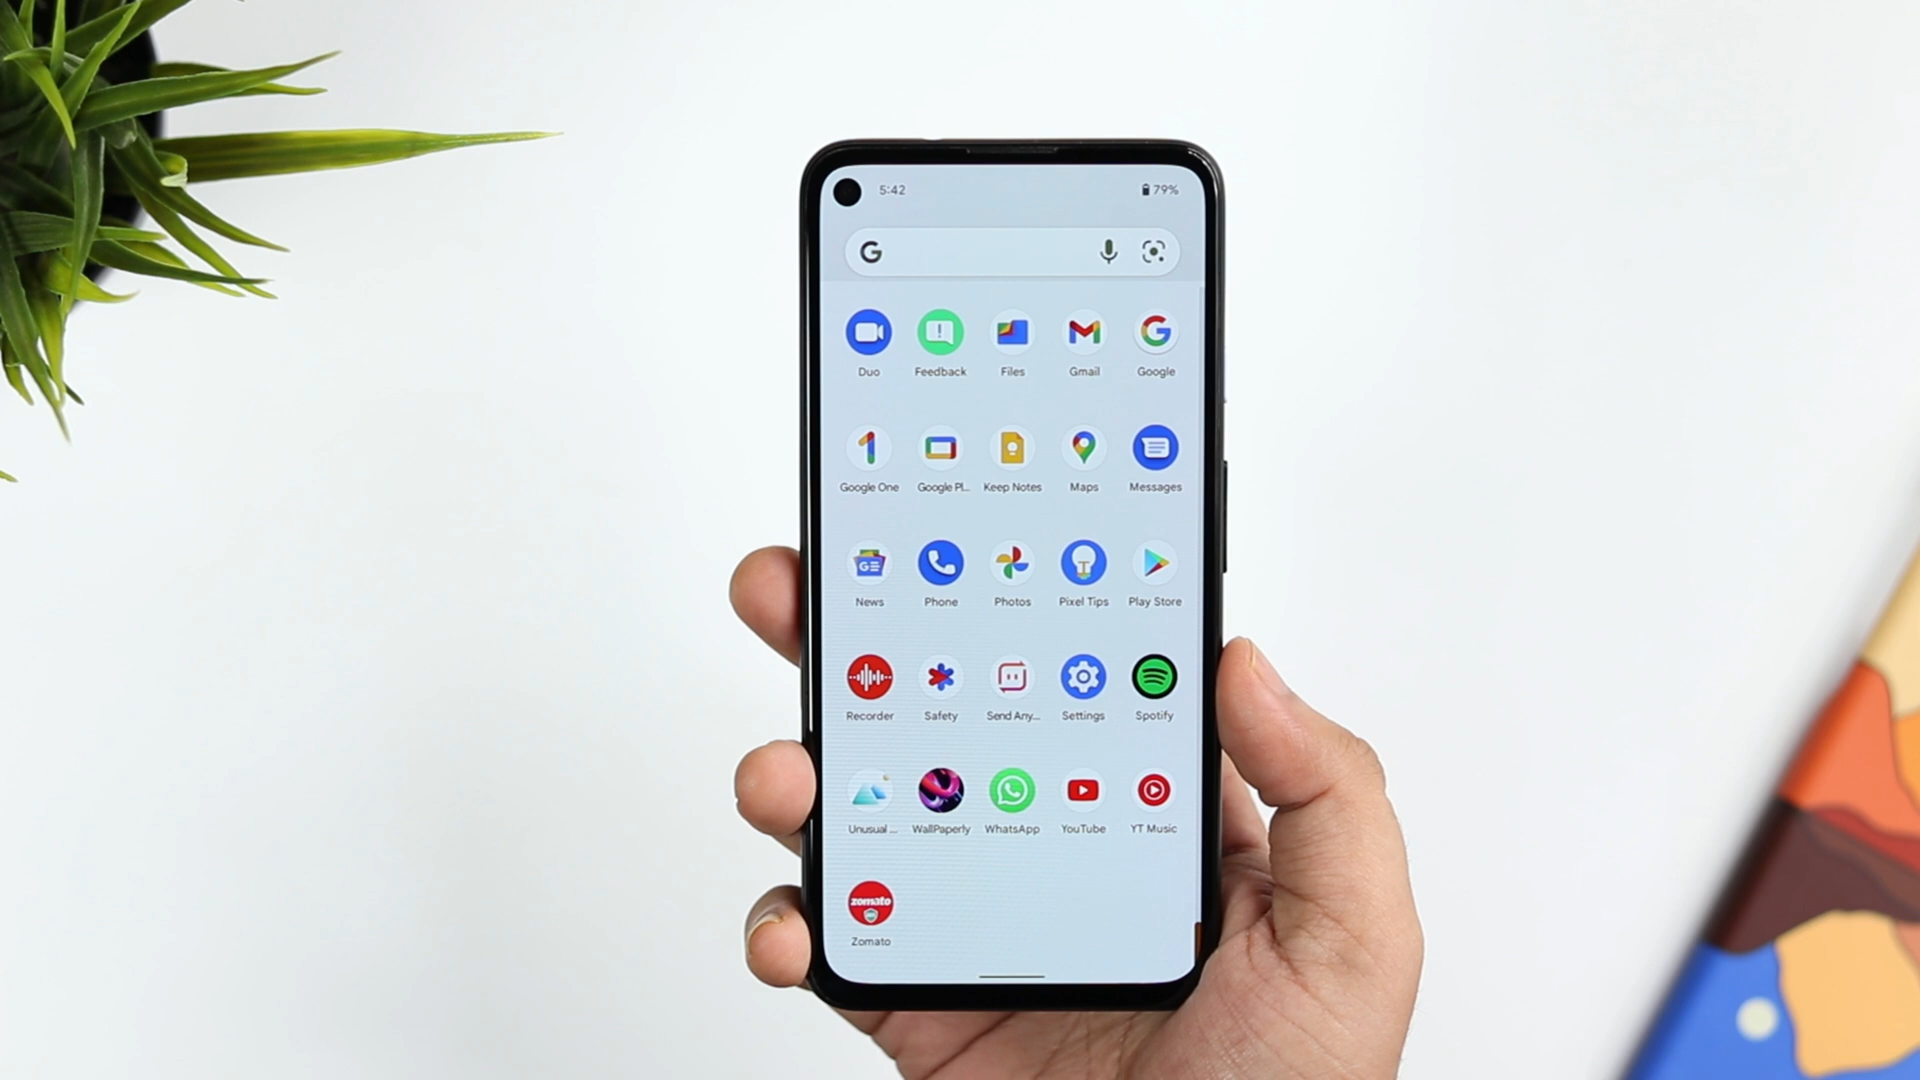 5:42 79%
G
Duo Feedback Files Gmail Google
Google One Google Pl... Keep Notes Maps Messages
GE
News Phone Photos Pixel Tips Play Store
Recorder Safety Send Any... Settings Spotify
Unusual ... WallPaperly WhatsApp YouTube YT Music
zomato
Zomato